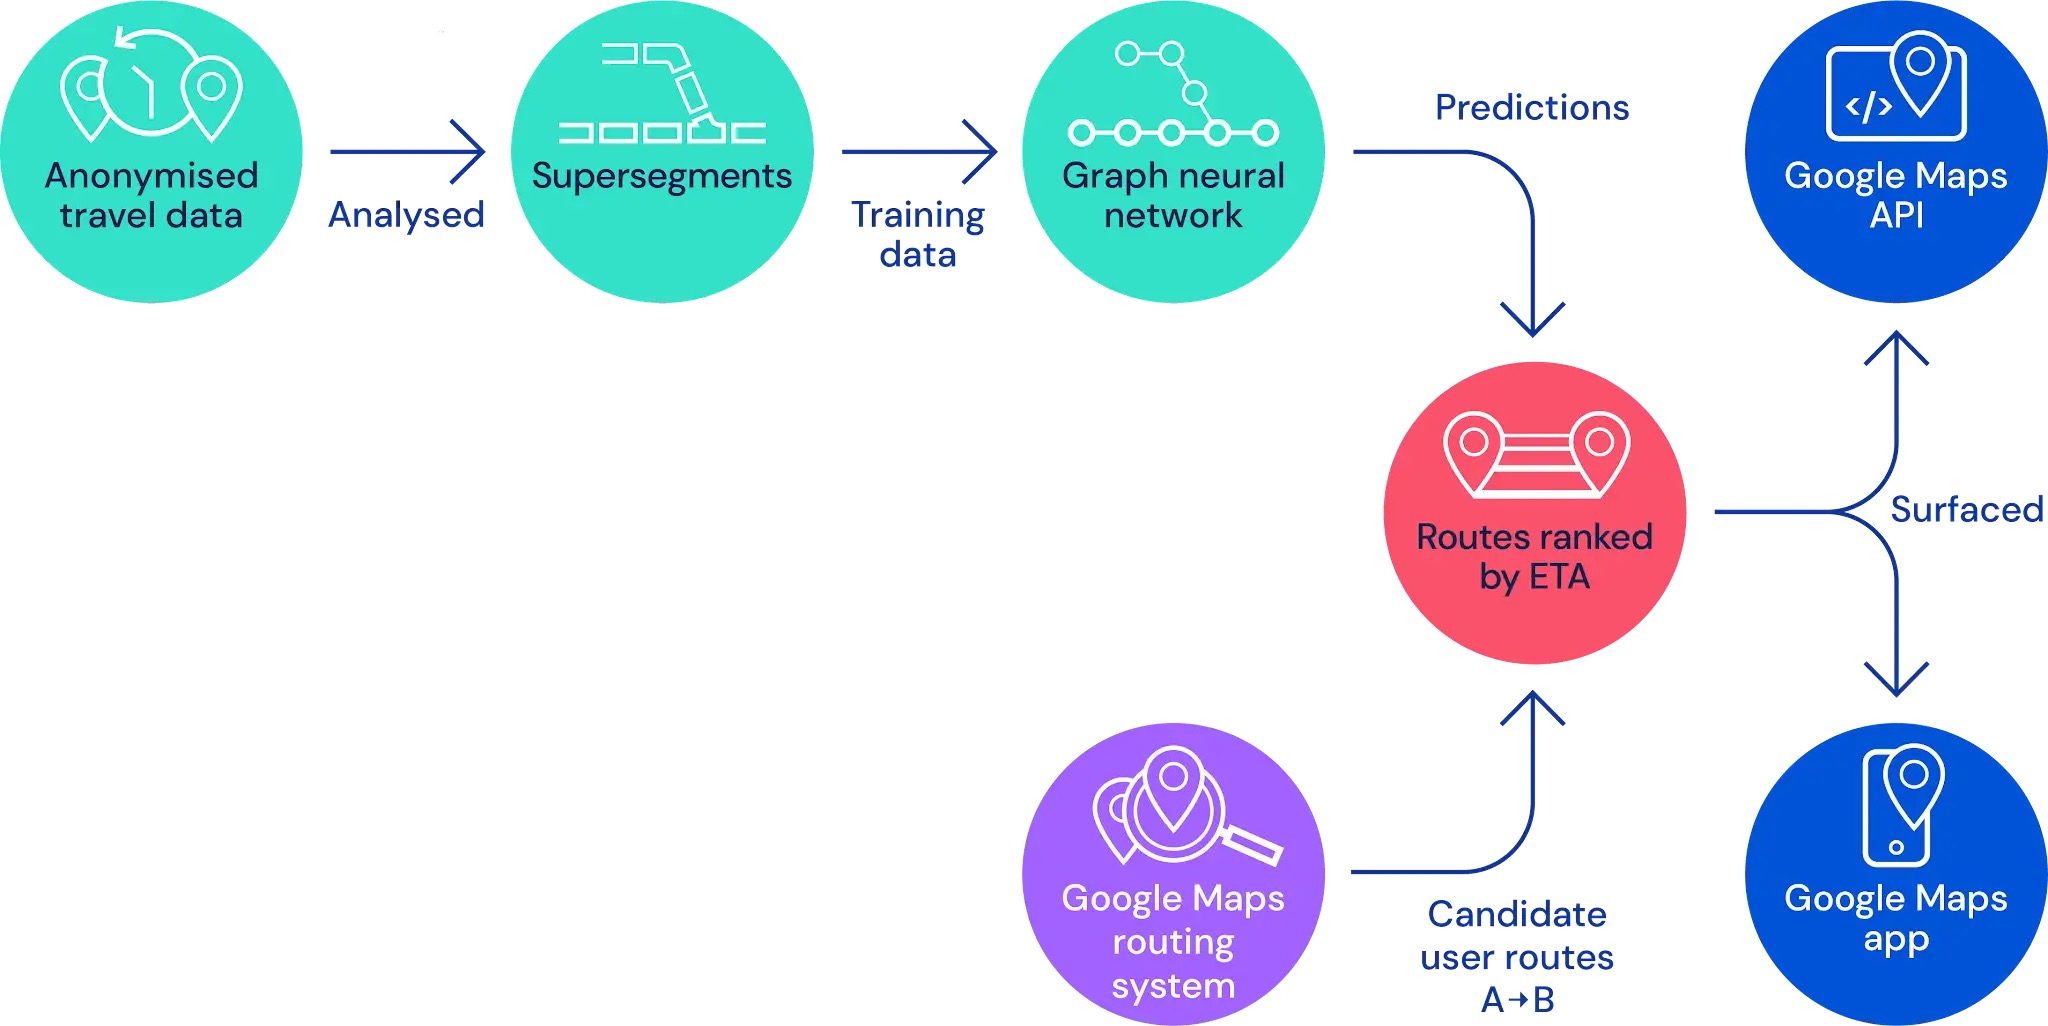 Anonymised
travel data
Analysed
Supersegments
Training
data
Graph neural
network
Predictions
</>
Google Maps
API
Routes ranked
by ETA
Surfaced
Google Maps
routing
system
Candidate
user routes
A→B
Google Maps
app